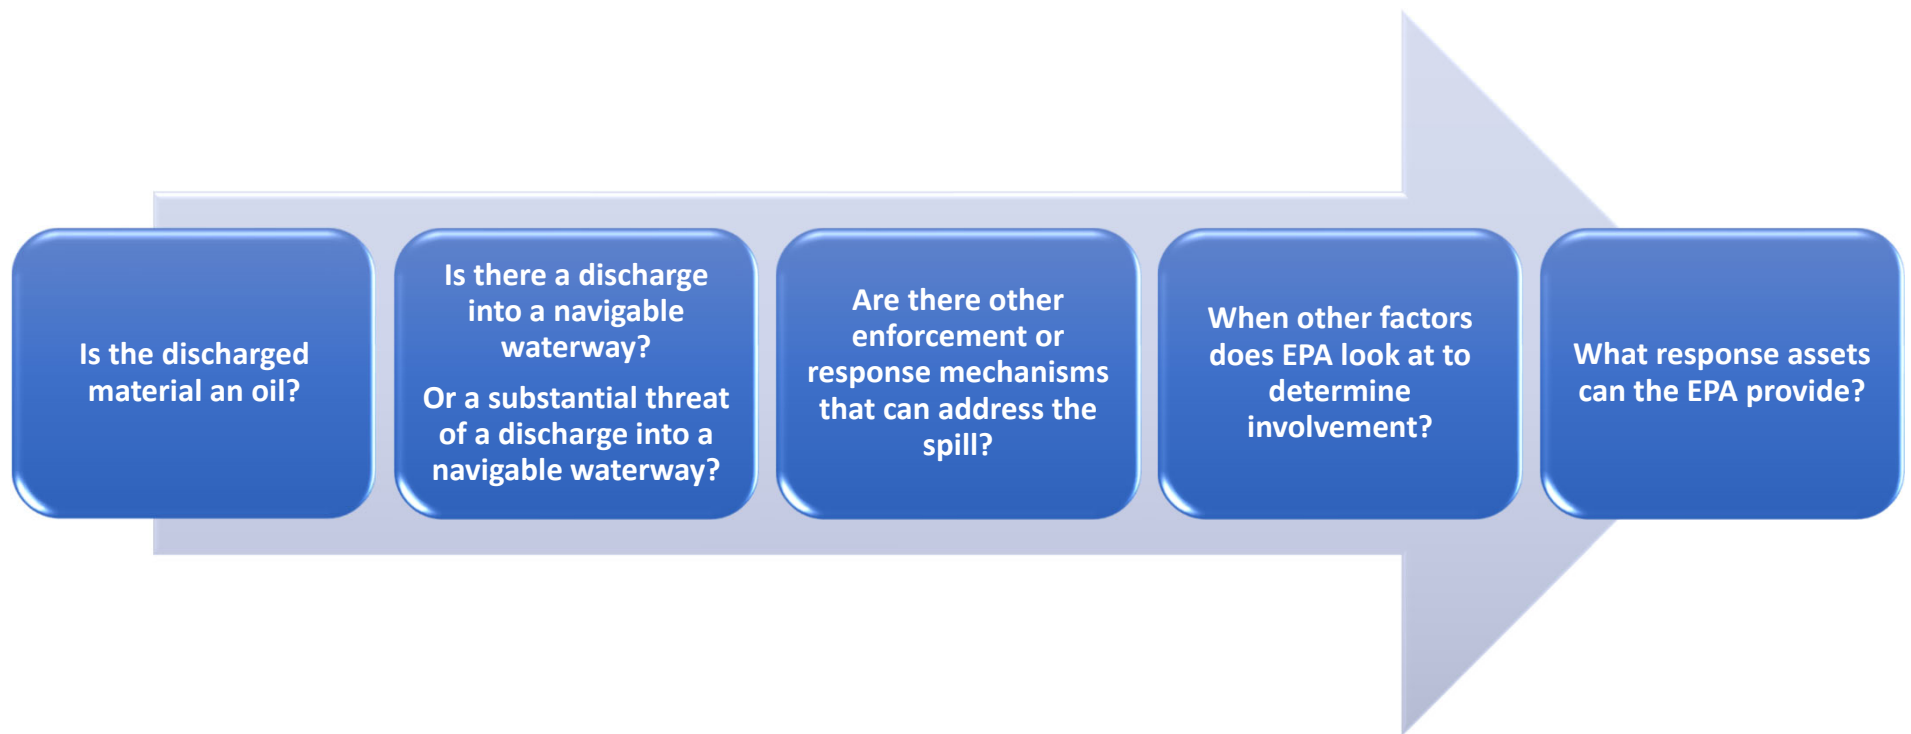 Is the discharged
material an oil?
Is there a discharge
into a navigable
waterway?
Or a substantial threat
of a discharge into a
navigable waterway?
Are there other
enforcement or
response mechanisms
that can address the
spill?
When other factors
does EPA look at to
determine
involvement?
What response assets
can the EPA provide?